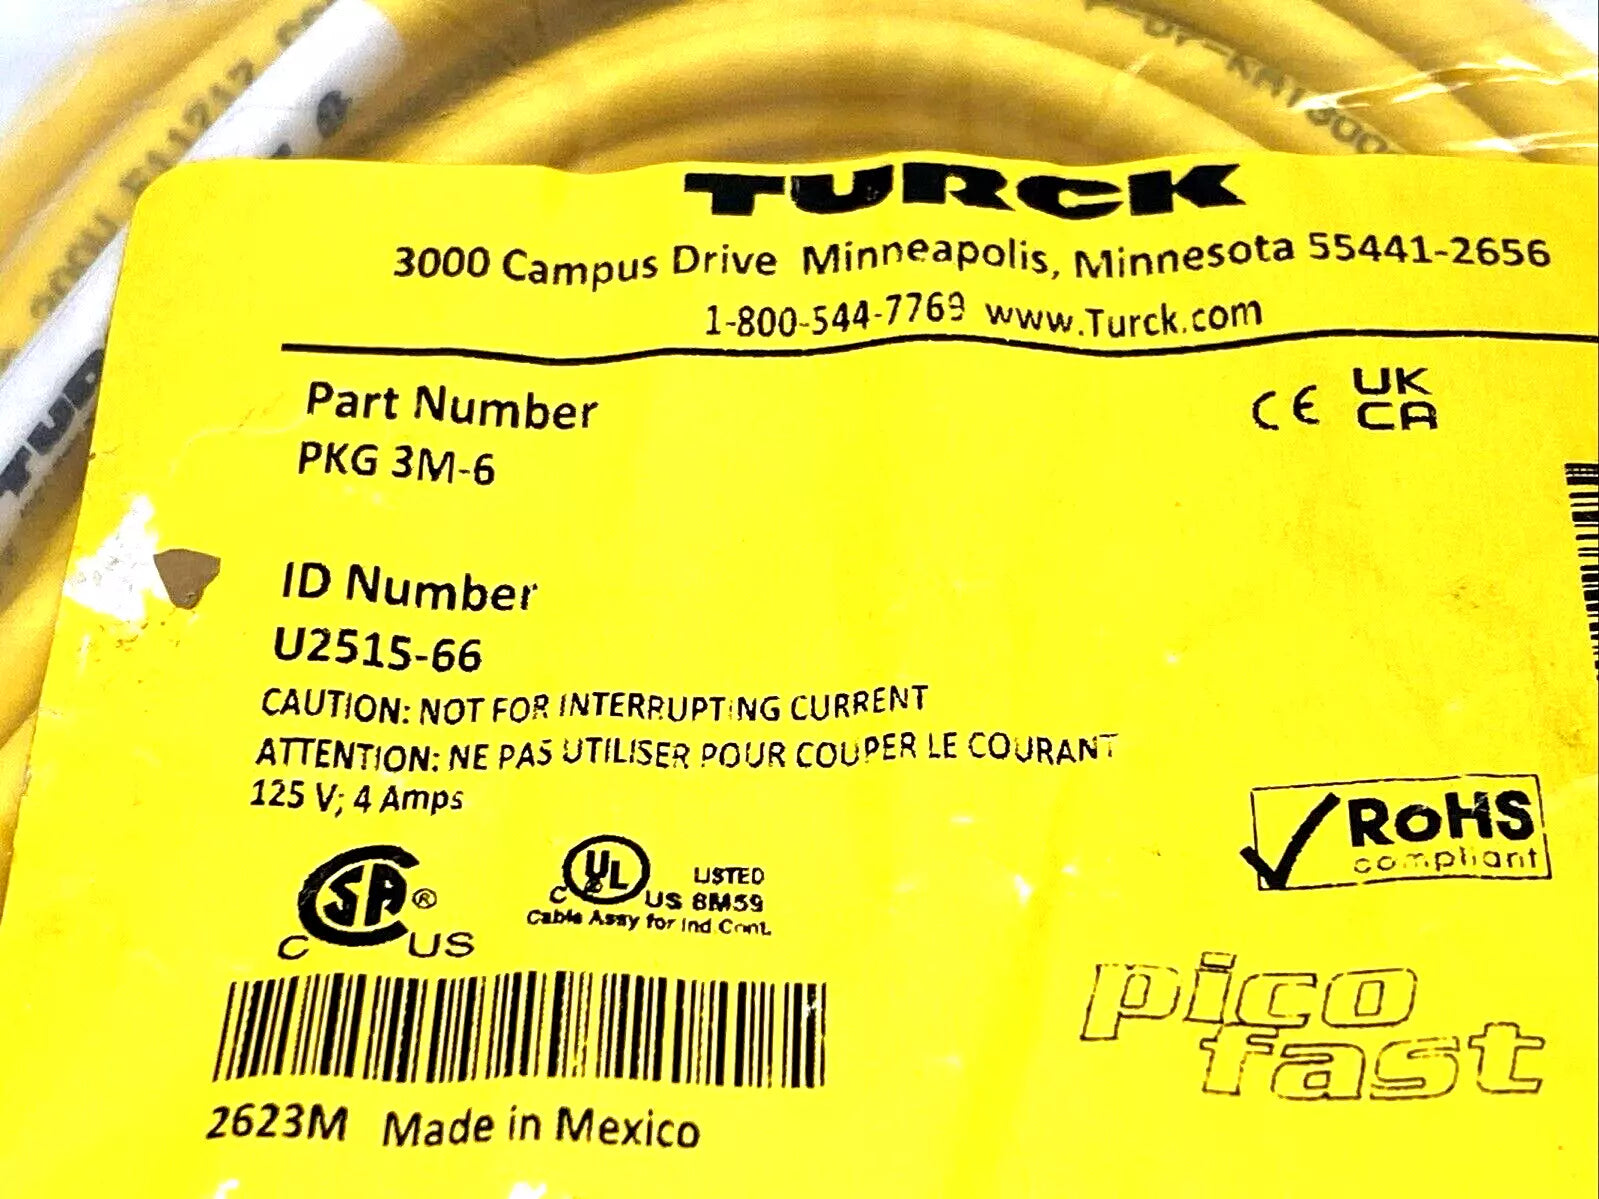 TURCK
3000 Campus Drive Minneapolis, Minnesota 55441-2656
1-800-544-7769 www.Turck.com
Part Number
PKG 3M-6
CE UK
CA
ID Number
U2515-66
CAUTION: NOT FOR INTERRUPTING CURRENT
ATTENTION: NE PAS UTILISER POUR COUPER LE COURANT
125 V; 4 Amps
RoHS
compliant
SA®
C US
C UL US LISTED
8M59
Cable Assy for Ind Cont.
pico
fast
2623M Made in Mexico